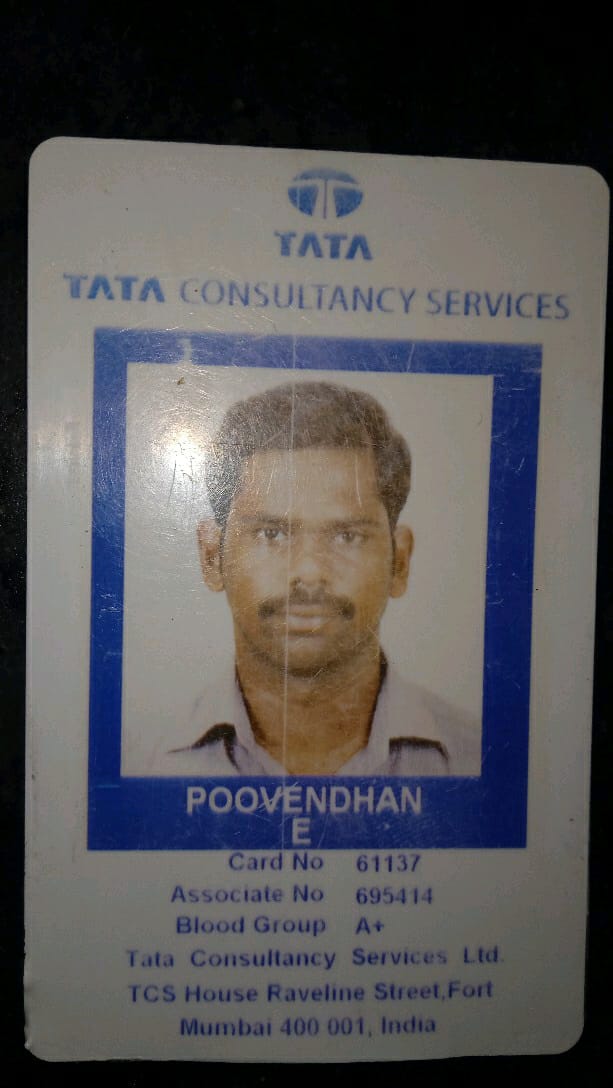 TATA
TATA CONSULTANCY SERVICES
POOVENDHAN
E
Card No 61137
Associate No 695414
Blood Group A+
Tata Consultancy Services Ltd.
TCS House Raveline Street,Fort
Mumbai 400 001, India